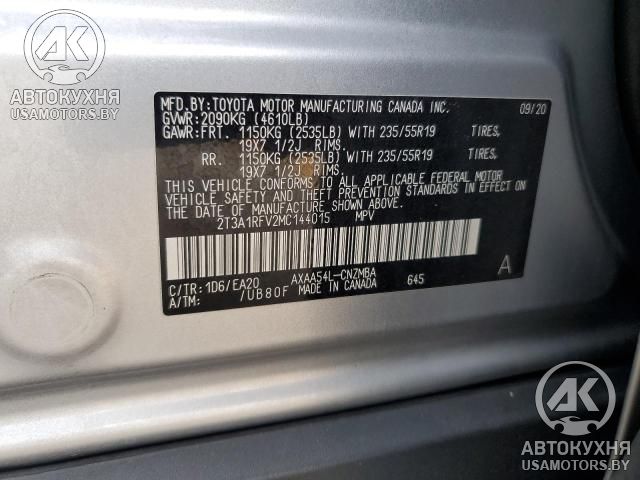 AK
АВТОКУХНЯ
USAMOTORS.BY
MFD.BY:TOYOTA MOTOR MANUFACTURING CANADA INC. 09/20
GVWR:2090KG (4610LB)
GAWR:FRT. 1150KG (2535LB) WITH 235/55R19 TIRES,
19X7 1/2J RIMS.
RR. 1150KG (2535LB) WITH 235/55R19 TIRES,
19X7 1/2J RIMS.
THIS VEHICLE CONFORMS TO ALL APPLICABLE FEDERAL MOTOR
VEHICLE SAFETY AND THEFT PREVENTION STANDARDS IN EFFECT ON
THE DATE OF MANUFACTURE SHOWN ABOVE.
2T3A1RFV2MC144015 MPV
C/TR:1D6/EA20 AXAA54L-CNZMBA 645 A
A/TM: /UB80F MADE IN CANADA
AK
АВТОКУХНЯ
USAMOTORS.BY